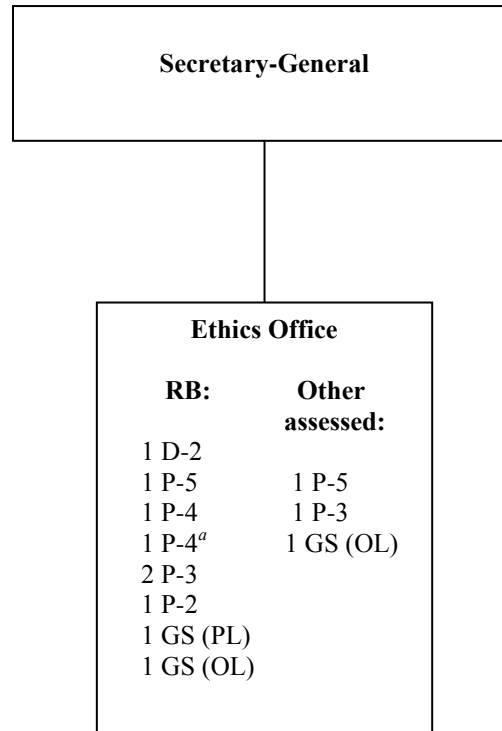 Secretary-General
Ethics Office
RB:
1 D-2
1 P-5
1 P-4
1 P-4ᵃ
2 P-3
1 P-2
1 GS (PL)
1 GS (OL)
Other
assessed:
1 P-5
1 P-3
1 GS (OL)